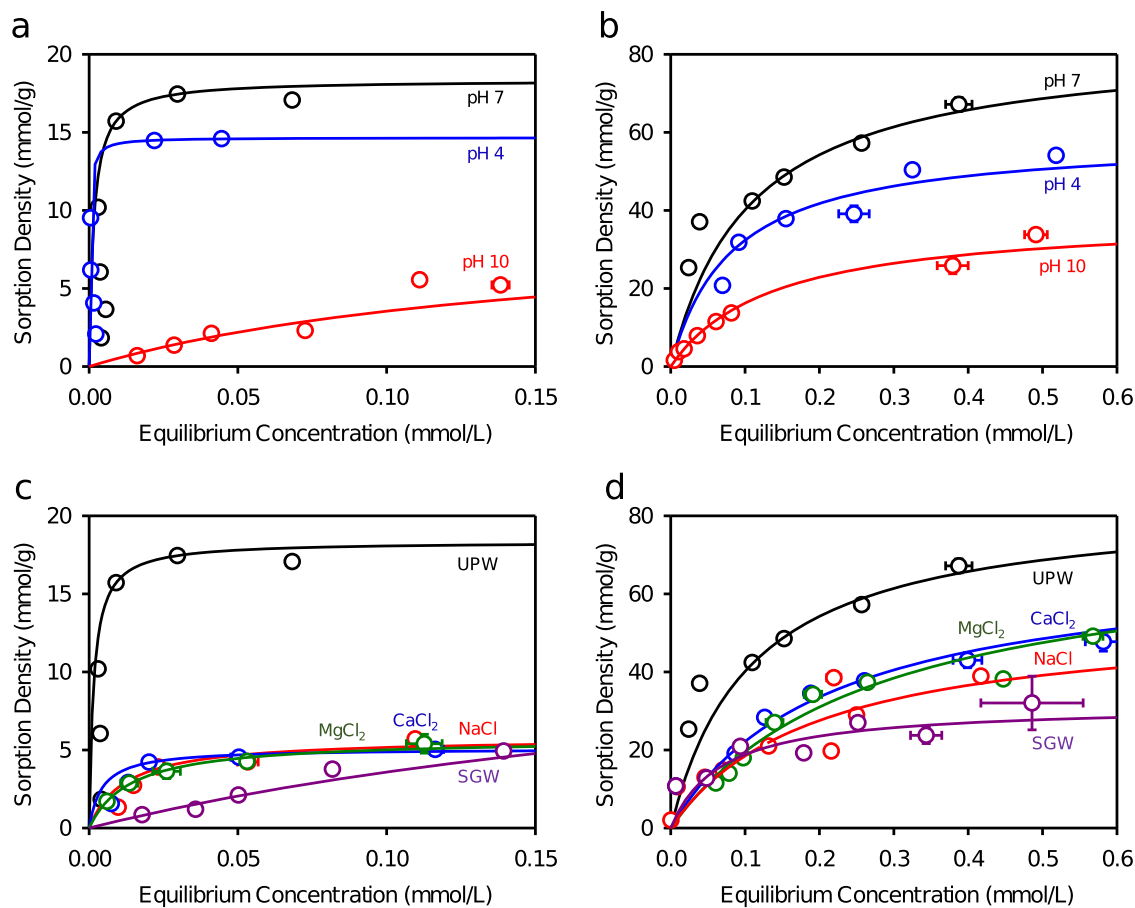 a
20
15
10
5
0
Sorption Density (mmol/g)
pH 7
pH 4
pH 10
0.00 0.05 0.10 0.15
Equilibrium Concentration (mmol/L)
b
80
60
40
20
0
Sorption Density (mmol/g)
pH 7
pH 4
pH 10
0.0 0.1 0.2 0.3 0.4 0.5 0.6
Equilibrium Concentration (mmol/L)
c
20
15
10
5
0
Sorption Density (mmol/g)
UPW
MgCl₂ CaCl₂ NaCl
SGW
0.00 0.05 0.10 0.15
Equilibrium Concentration (mmol/L)
d
80
60
40
20
0
Sorption Density (mmol/g)
UPW
MgCl₂ CaCl₂
NaCl
SGW
0.0 0.1 0.2 0.3 0.4 0.5 0.6
Equilibrium Concentration (mmol/L)